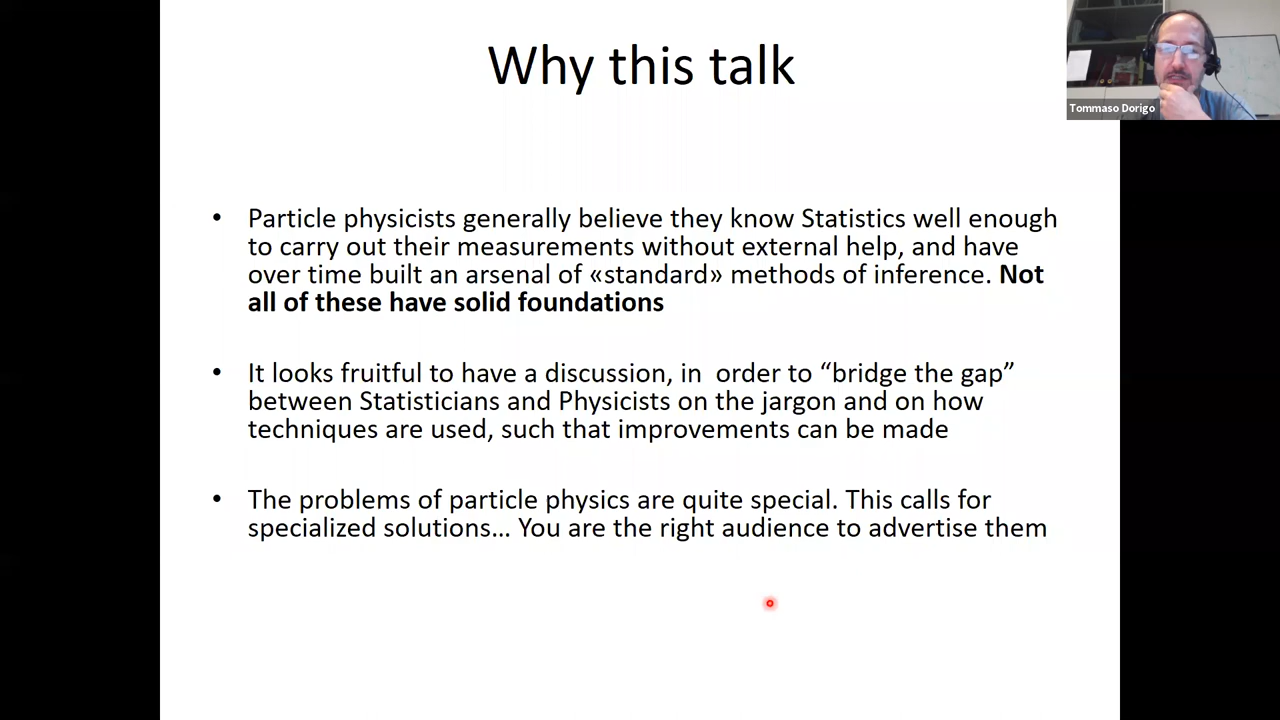 Why this talk
Tommaso Dorigo
• Particle physicists generally believe they know Statistics well enough
to carry out their measurements without external help, and have
over time built an arsenal of «standard» methods of inference. Not
all of these have solid foundations
• It looks fruitful to have a discussion, in  order to “bridge the gap”
between Statisticians and Physicists on the jargon and on how
techniques are used, such that improvements can be made
• The problems of particle physics are quite special. This calls for
specialized solutions… You are the right audience to advertise them